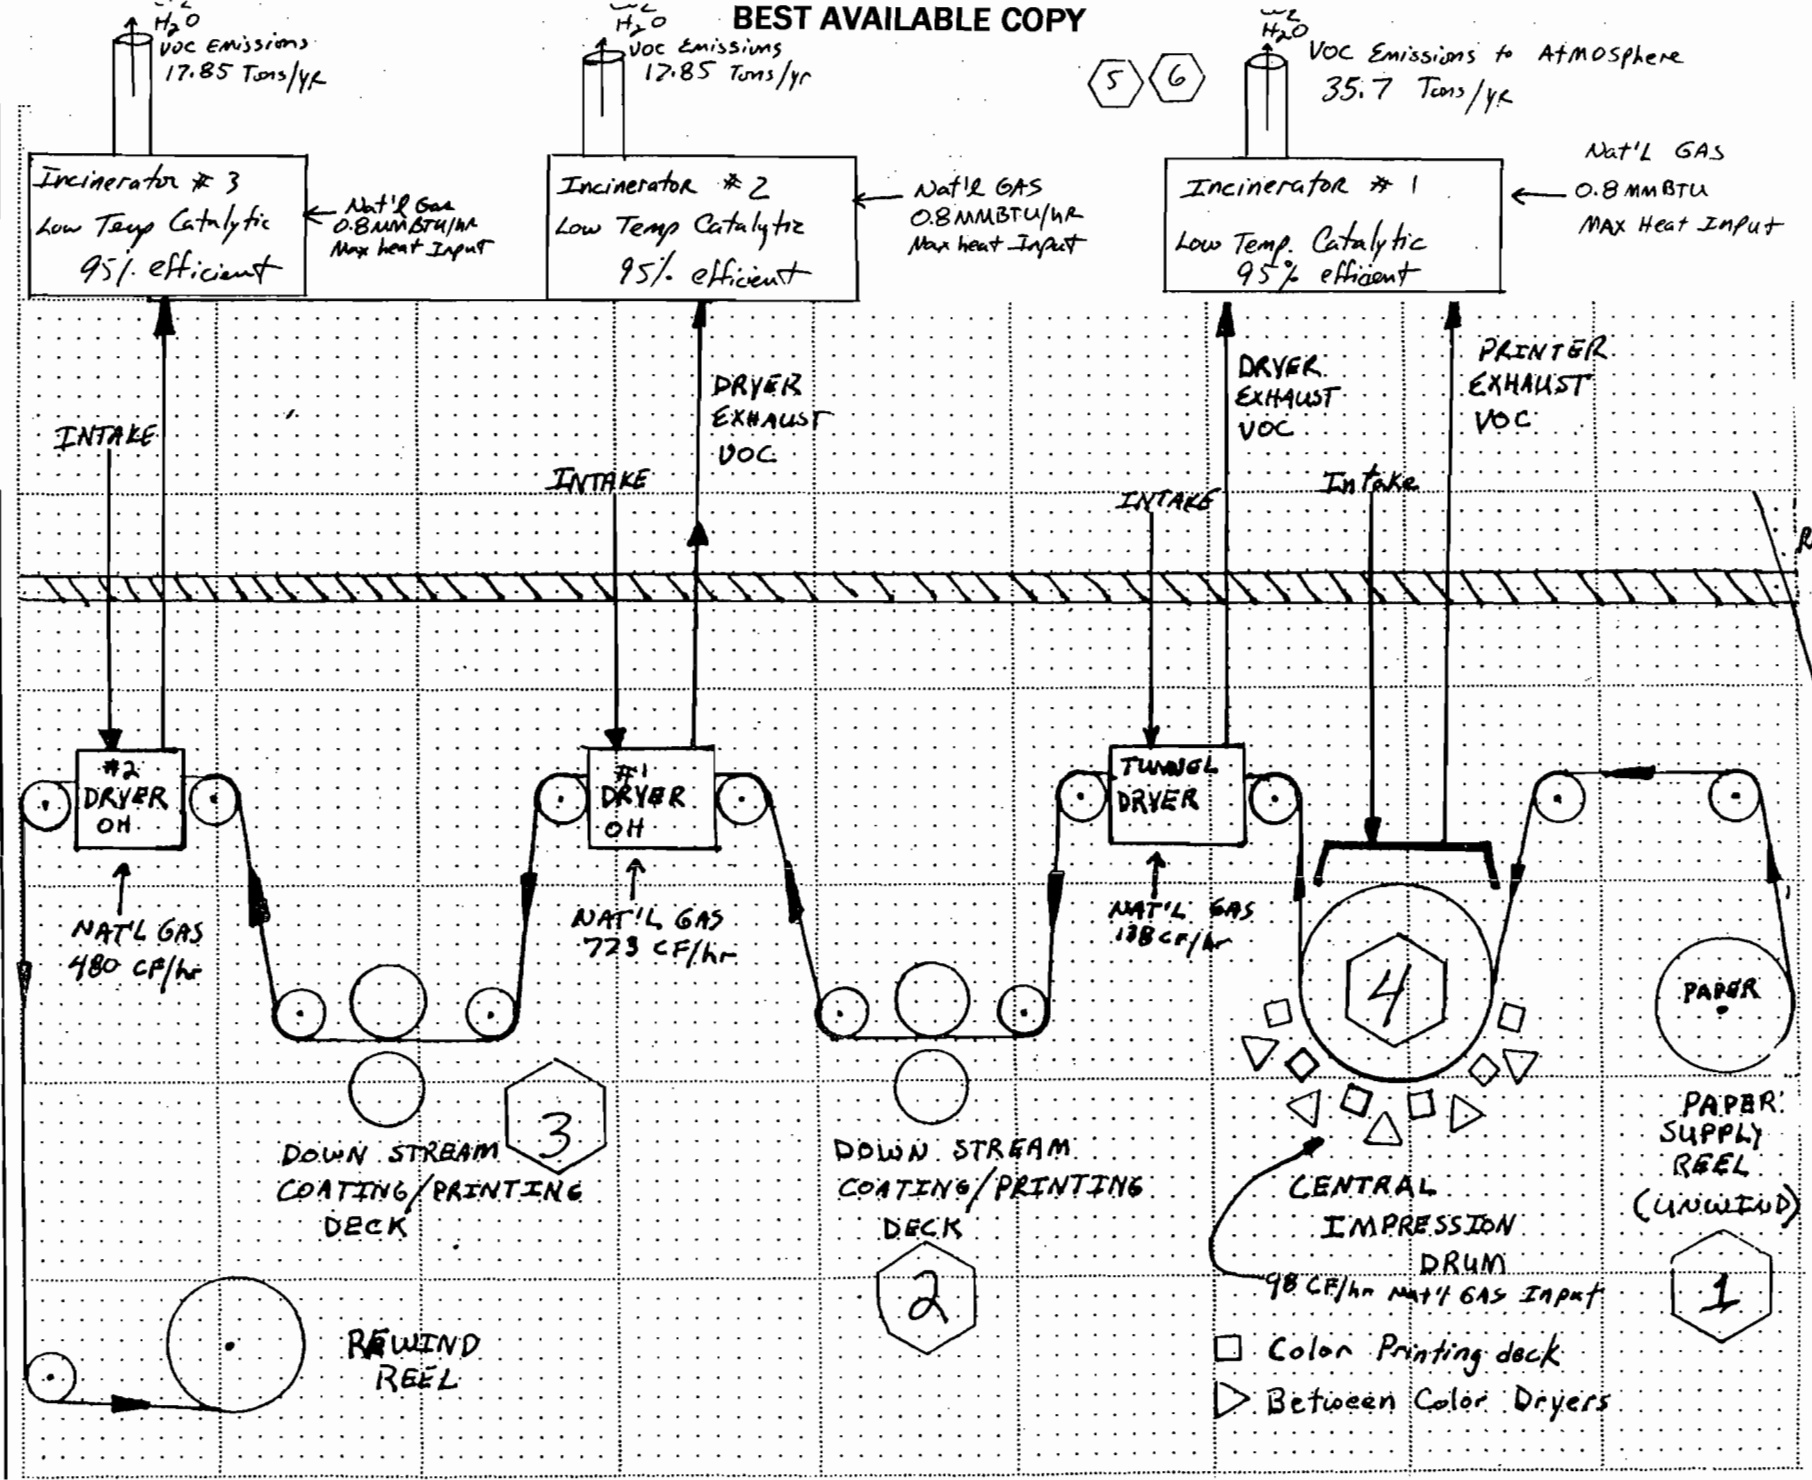 BEST AVAILABLE COPY
H2O
VOC Emissions
17.85 Tons/yr
H2O
VOC Emissions
17.85 Tons/yr
5 6
H2O
VOC Emissions to Atmosphere
35.7 Tons/yr
Incinerator # 3
Low Temp Catalytic
95% efficient
Nat'l Gas
0.8 MMBTU/HR
Max heat Input
Incinerator # 2
Low Temp Catalytic
95% efficient
Nat'l GAS
0.8 MMBTU/HR
Max heat Input
Incinerator # 1
Low Temp. Catalytic
95% efficient
Nat'L GAS
0.8 MMBTU
MAX Heat Input
INTAKE
INTAKE
DRYER
EXHAUST
VOC
INTAKE
DRYER
EXHAUST
VOC
Intake
PRINTER
EXHAUST
VOC
#2
DRYER
OH
NAT'L GAS
480 CF/hr
#1
DRYER
OH
NAT'L GAS
723 CF/hr
TUNNEL
DRYER
NAT'L GAS
138 CF/hr
4
PAPER
3
DOWN STREAM
COATING/PRINTING
DECK
DOWN STREAM
COATING/PRINTING
DECK
2
CENTRAL
IMPRESSION
DRUM
98 CF/hr Nat'l GAS Input
PAPER
SUPPLY
REEL
(UNWIND)
1
REWIND
REEL
Color Printing deck
Between Color Dryers